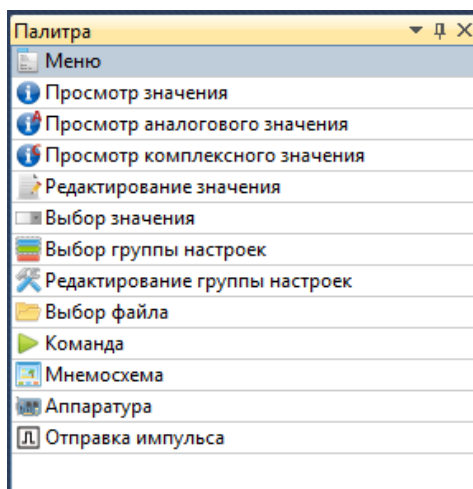 Палитра
Меню
Просмотр значения
Просмотр аналогового значения
Просмотр комплексного значения
Редактирование значения
Выбор значения
Выбор группы настроек
Редактирование группы настроек
Выбор файла
Команда
Мнемосхема
Аппаратура
Отправка импульса